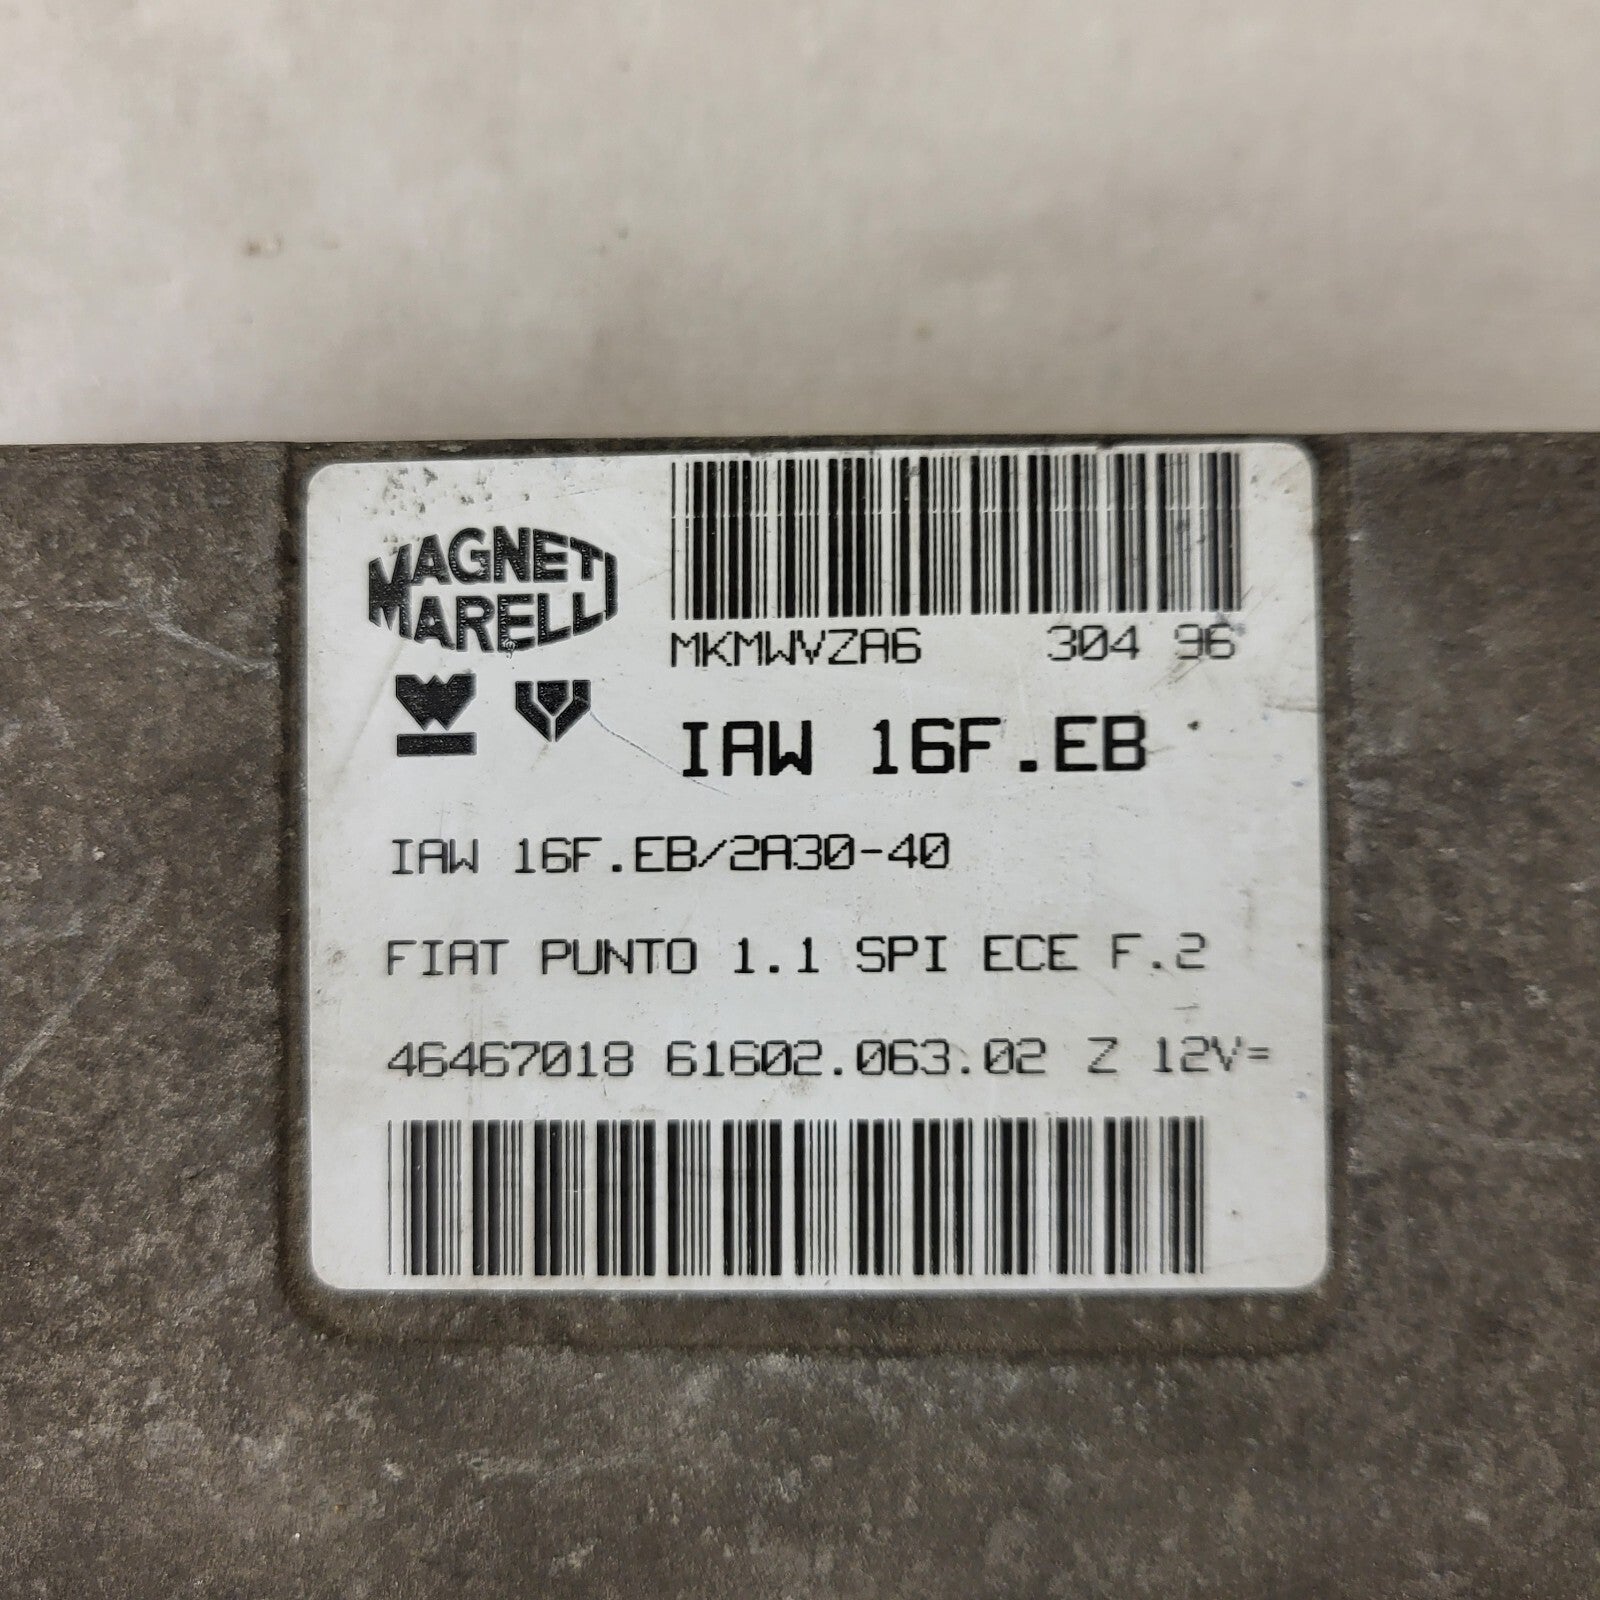 MAGNETI
MARELLI
MKMWVZA6 304 96
IAW 16F.EB
IAW 16F.EB/2A30-40
FIAT PUNTO 1.1 SPI ECE F.2
46467018 61602.063.02 Z 12V=